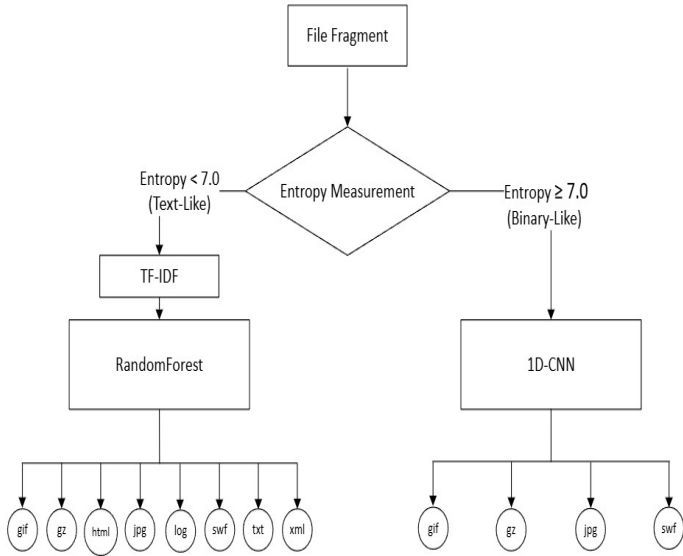 File Fragment
Entropy Measurement
Entropy < 7.0
(Text-Like)
Entropy ≥ 7.0
(Binary-Like)
TF-IDF
RandomForest
1D-CNN
gif
gz
html
jpg
log
swf
txt
xml
gif
gz
jpg
swf